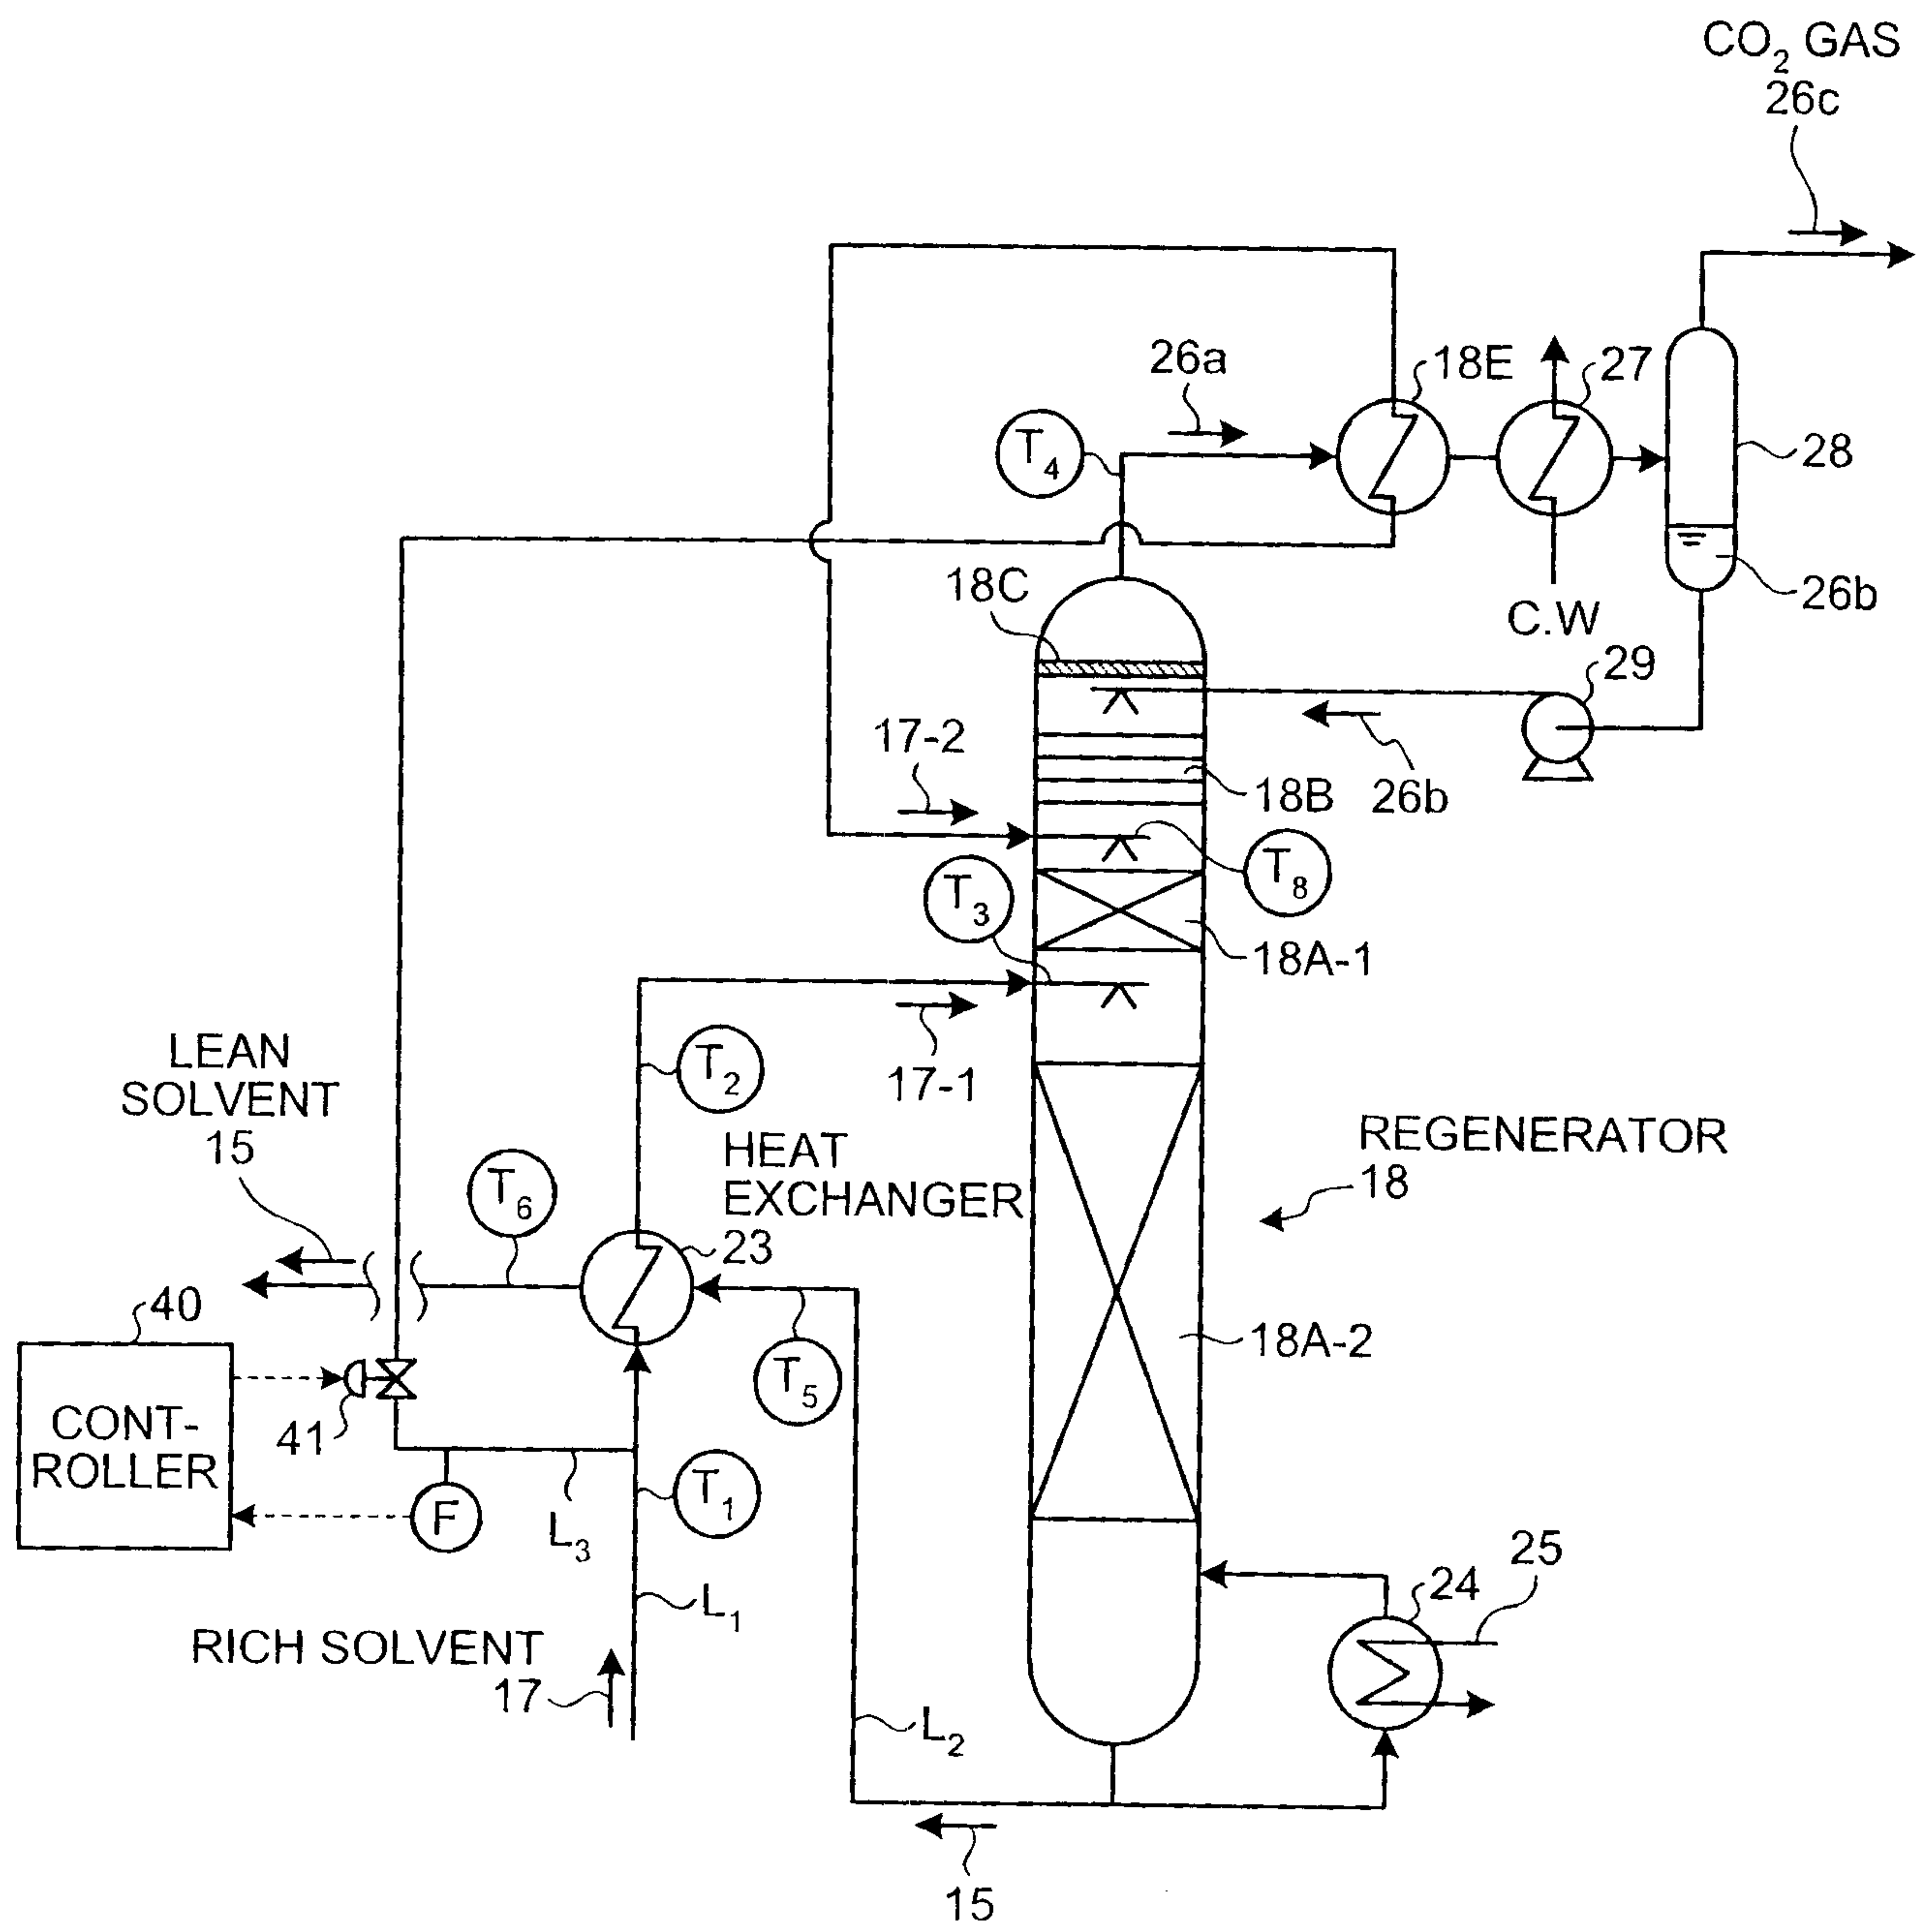 CO2 GAS
26c
26a
18E
27
T4
28
18C
26b
C.W
29
17-2
18B
26b
T3
T8
18A-1
LEAN
SOLVENT
15
T2
17-1
REGENERATOR
18
T6
HEAT
EXCHANGER
23
40
18A-2
T5
CONT-
ROLLER
41
F
L3
T1
25
24
L1
RICH SOLVENT
17
L2
15